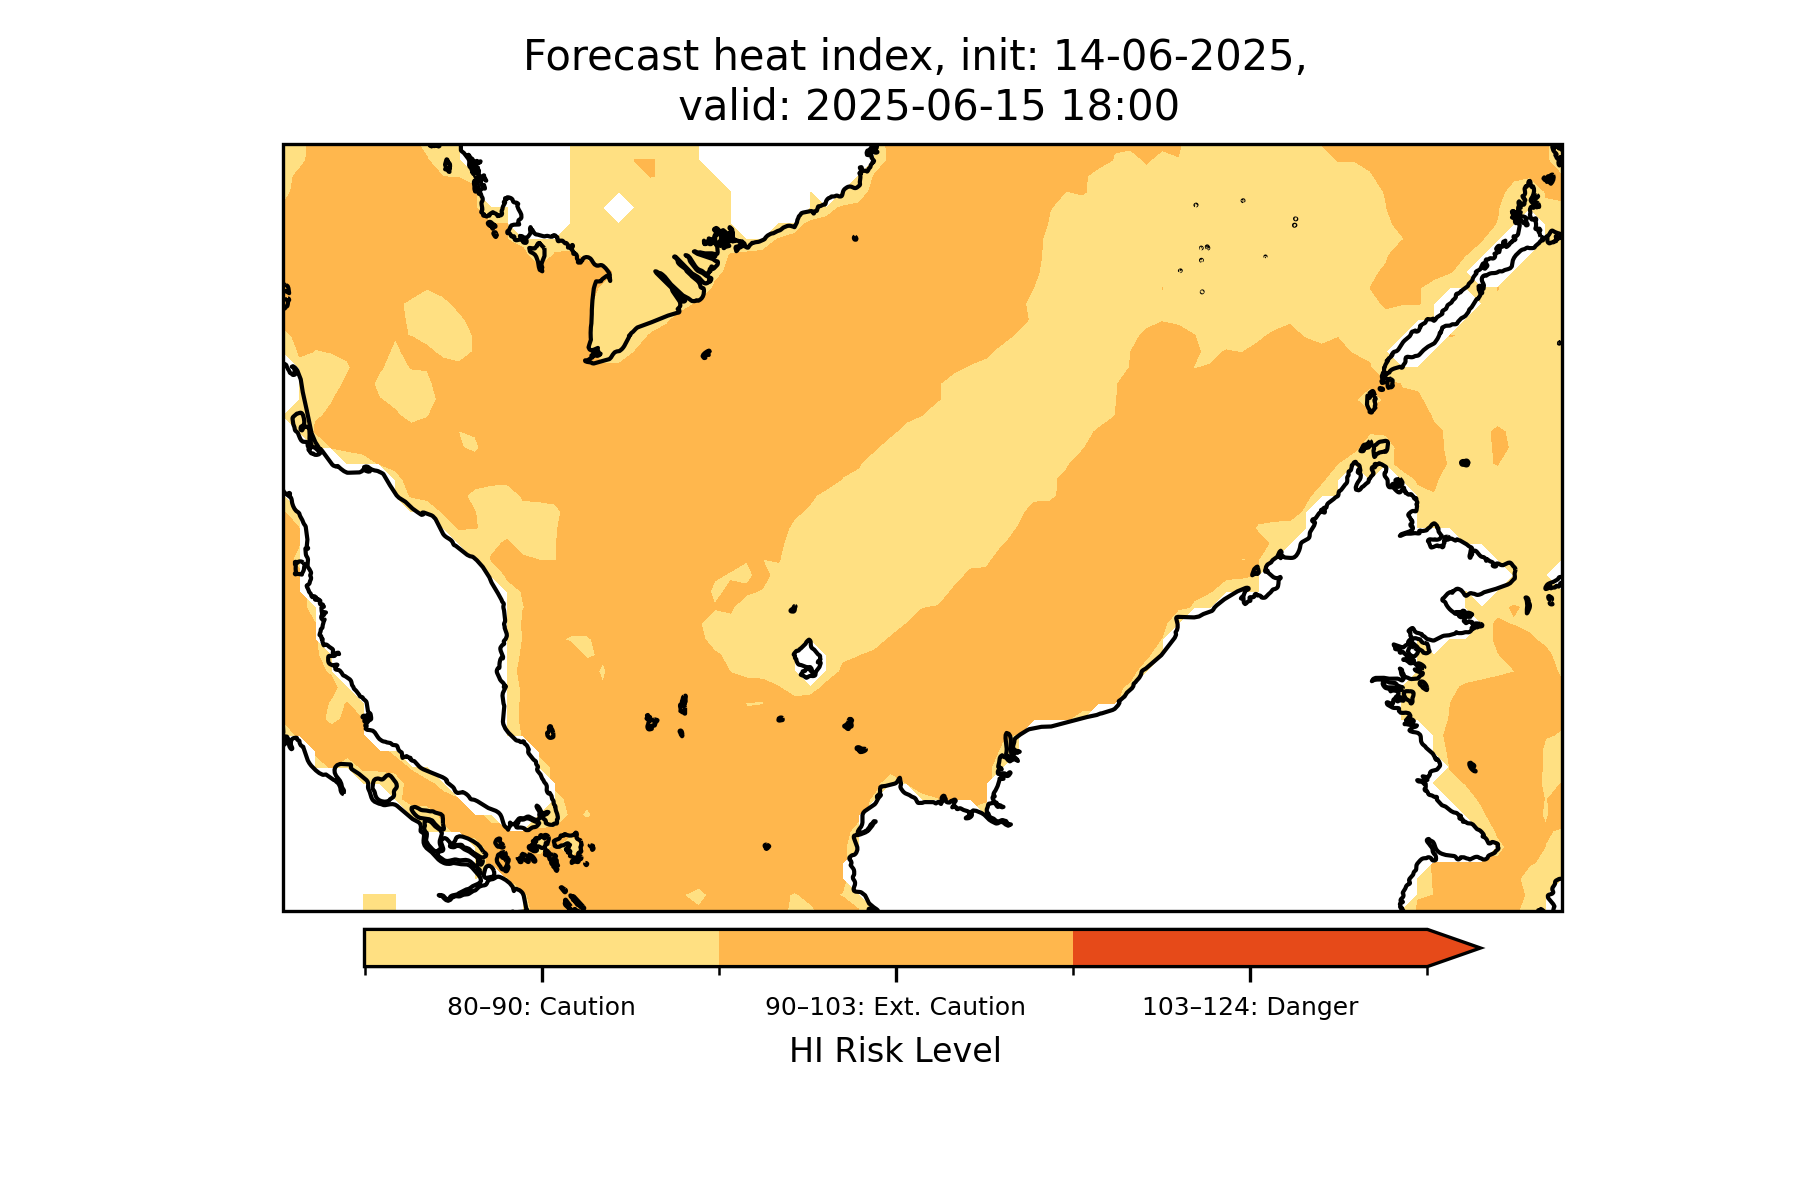 Forecast heat index, init: 14-06-2025,
valid: 2025-06-15 18:00
80–90: Caution
90–103: Ext. Caution
103–124: Danger
HI Risk Level